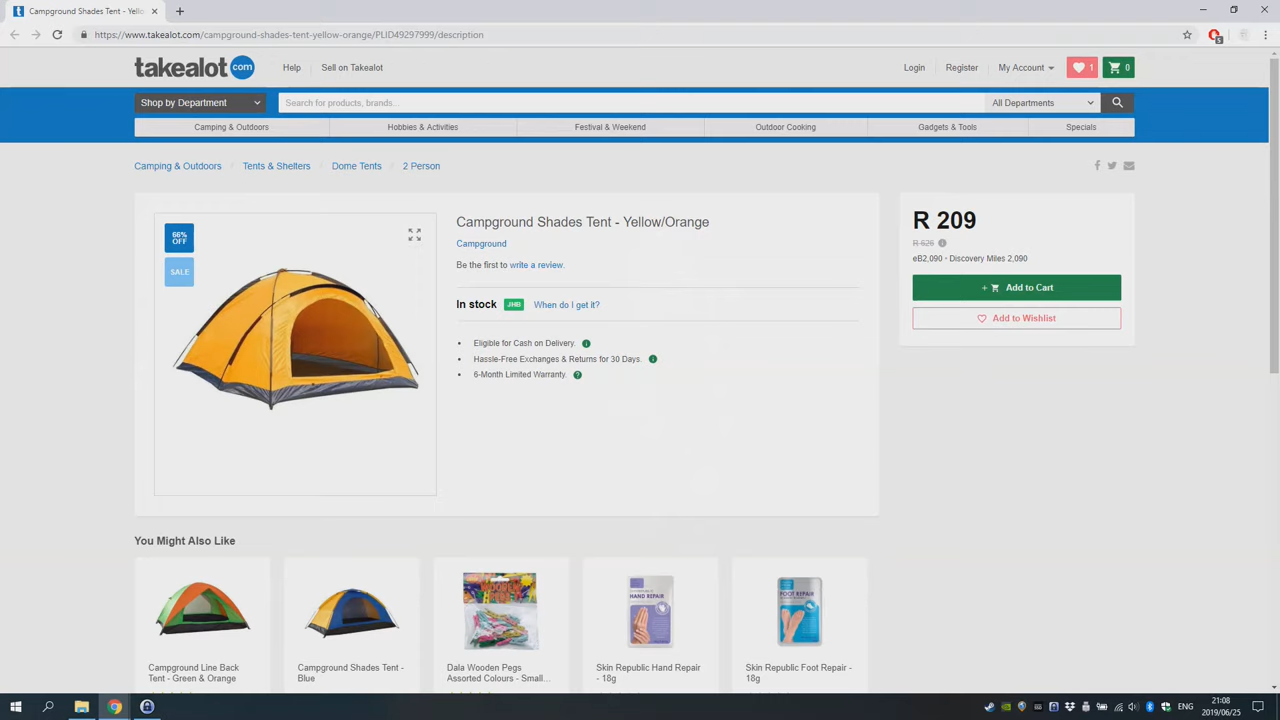 Campground Shades Tent - Yello
https://www.takealot.com/campground-shades-tent-yellow-orange/PLID49297999/description
5
takealot com
Help
Sell on Takealot
Login
Register
My Account
1
0
Shop by Department
Search for products, brands...
All Departments
Camping & Outdoors
Hobbies & Activities
Festival & Weekend
Outdoor Cooking
Gadgets & Tools
Specials
Camping & Outdoors / Tents & Shelters / Dome Tents / 2 Person
66%
OFF
SALE
Campground Shades Tent - Yellow/Orange
Campground
Be the first to write a review.
In stock JHB When do I get it?
• Eligible for Cash on Delivery.
• Hassle-Free Exchanges & Returns for 30 Days.
• 6-Month Limited Warranty.
R 209
R 626
eB2,090 • Discovery Miles 2,090
+ Add to Cart
Add to Wishlist
You Might Also Like
HAND REPAIR
FOOT REPAIR
Campground Line Back
Tent - Green & Orange
Campground Shades Tent -
Blue
Dala Wooden Pegs
Assorted Colours - Small...
Skin Republic Hand Repair
- 18g
Skin Republic Foot Repair -
18g
ENG
21:08
2019/06/25